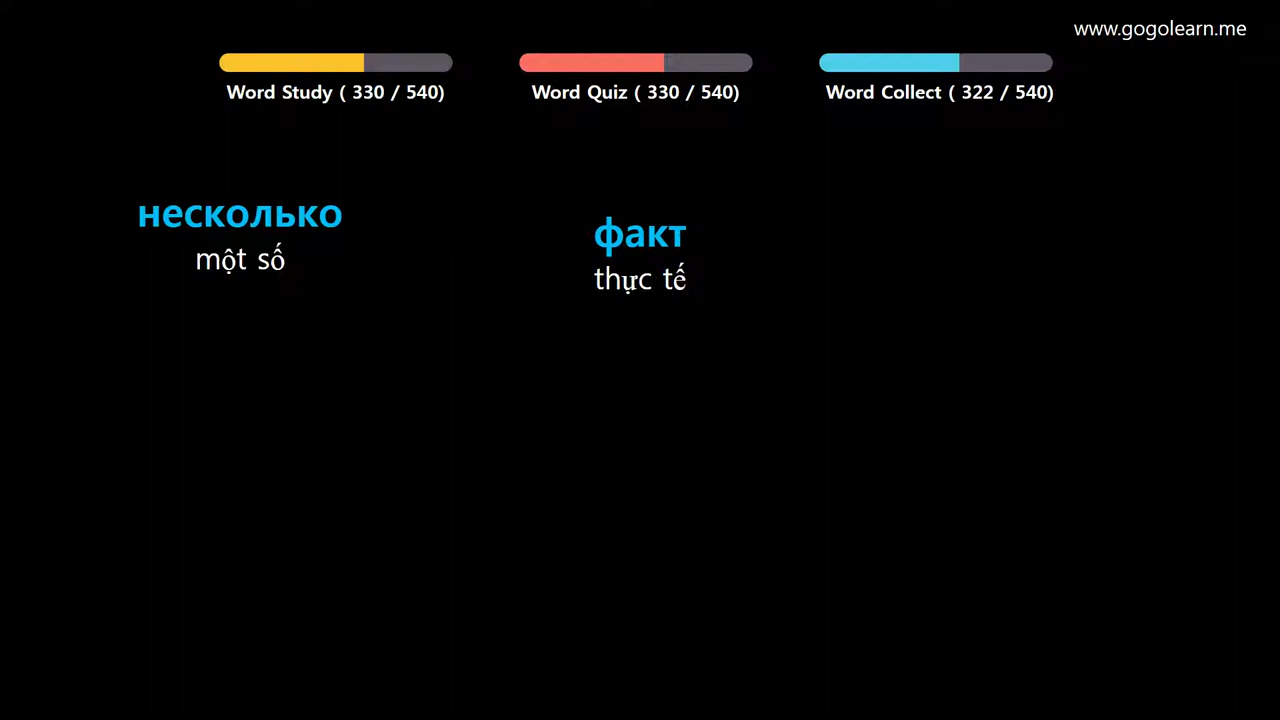 www.gogolearn.me
Word Study ( 330 / 540)
Word Quiz ( 330 / 540)
Word Collect ( 322 / 540)
несколько
một số
факт
thực tế